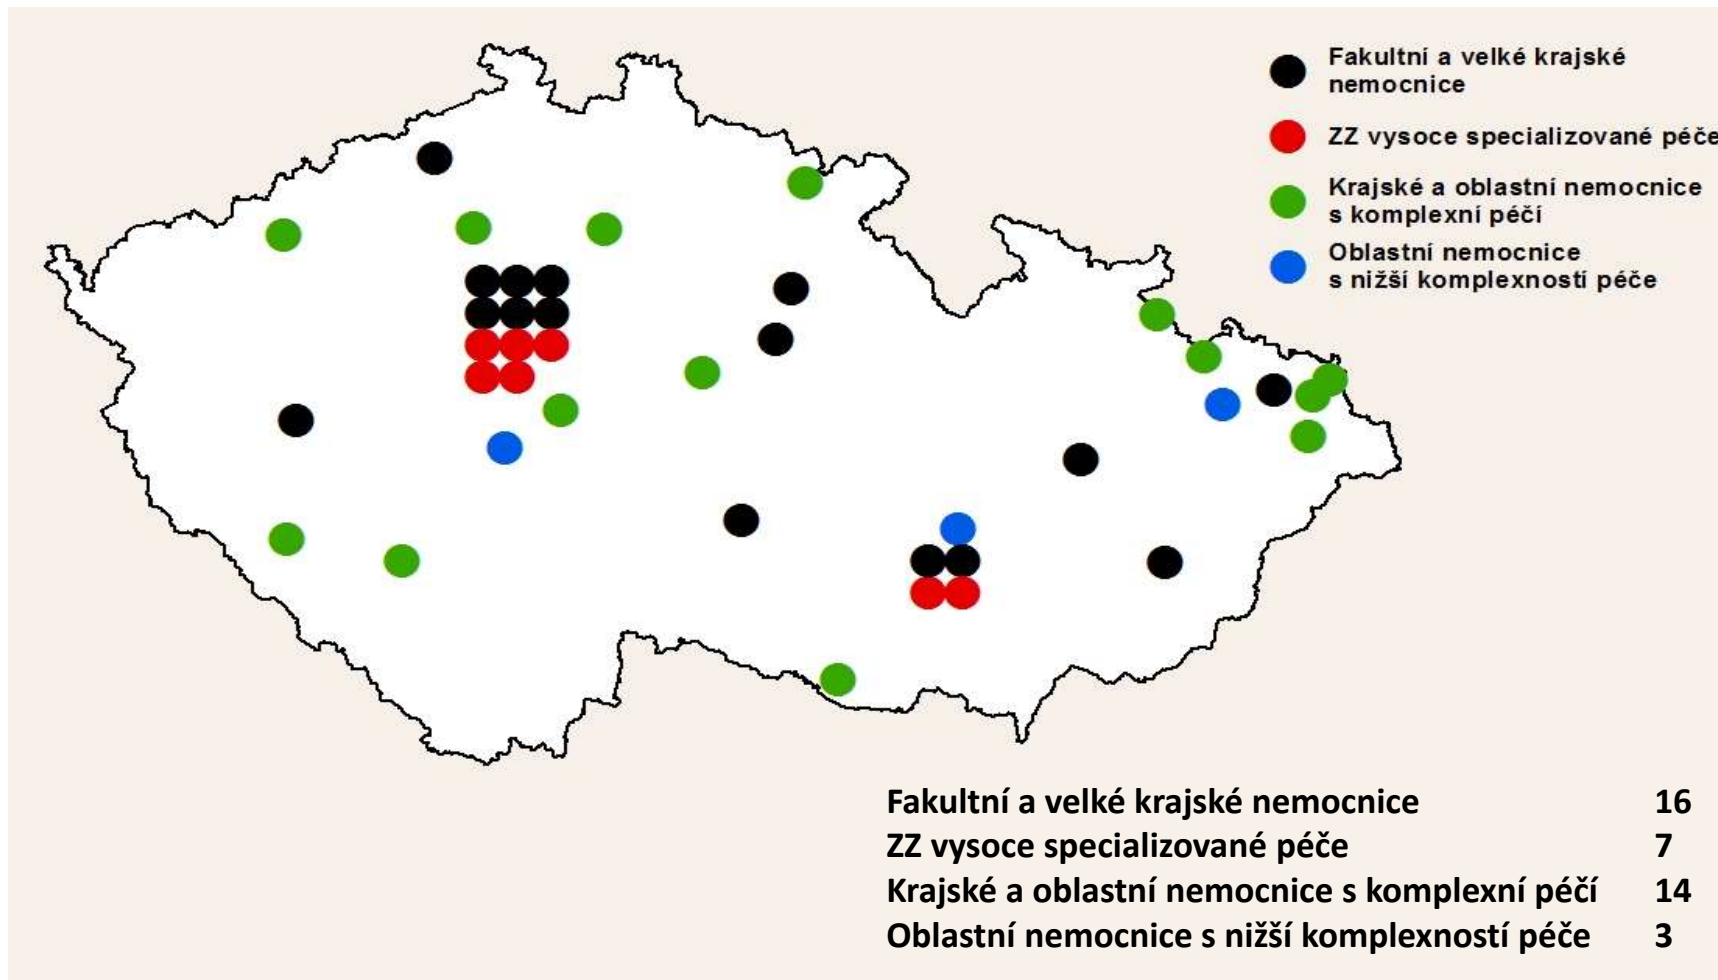 Fakultní a velké krajské
nemocnice
ZZ vysoce specializované péče
Krajské a oblastní nemocnice
s komplexní péčí
Oblastní nemocnice
s nižší komplexností péče
Fakultní a velké krajské nemocnice 16
ZZ vysoce specializované péče 7
Krajské a oblastní nemocnice s komplexní péčí 14
Oblastní nemocnice s nižší komplexností péče 3